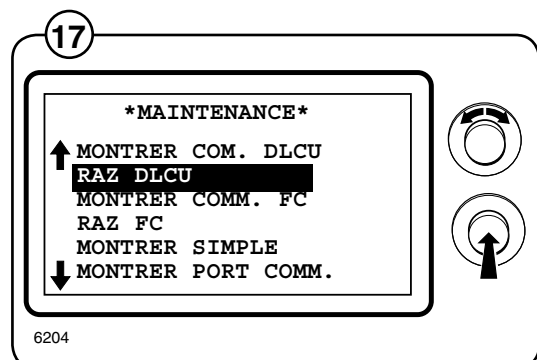 17
*MAINTENANCE*
MONTRER COM. DLCU
RAZ DLCU
MONTRER COMM. FC
RAZ FC
MONTRER SIMPLE
MONTRER PORT COMM.
6204